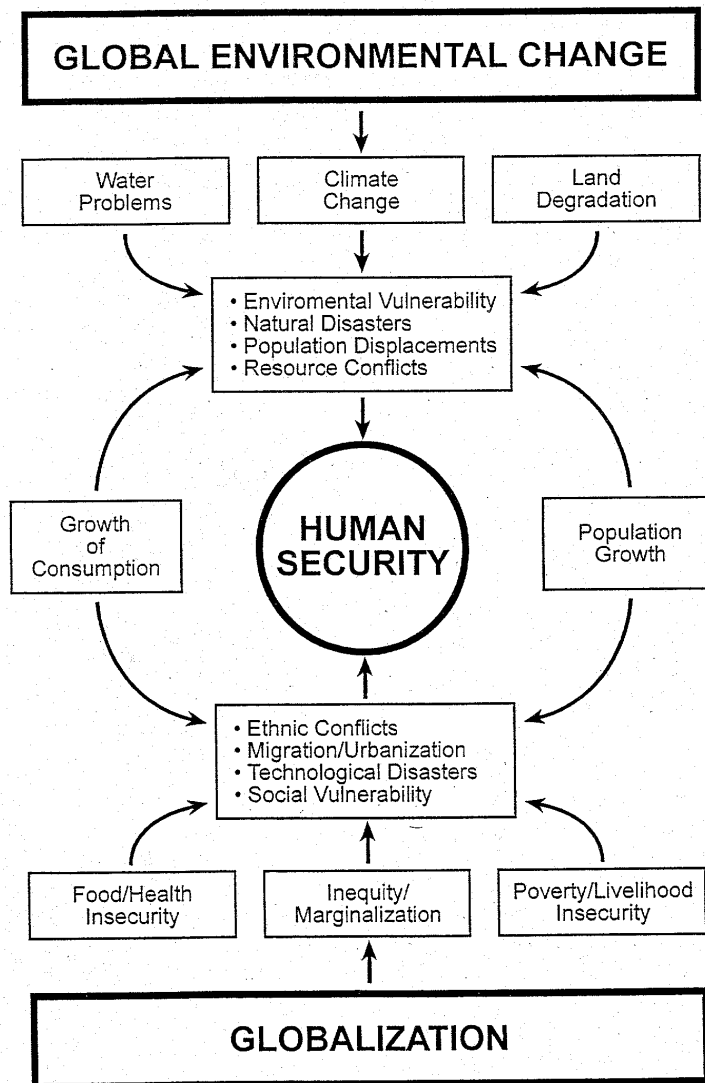 GLOBAL ENVIRONMENTAL CHANGE
Water
Problems
Climate
Change
Land
Degradation
• Enviromental Vulnerability
• Natural Disasters
• Population Displacements
• Resource Conflicts
Growth
of
Consumption
HUMAN
SECURITY
Population
Growth
• Ethnic Conflicts
• Migration/Urbanization
• Technological Disasters
• Social Vulnerability
Food/Health
Insecurity
Inequity/
Marginalization
Poverty/Livelihood
Insecurity
GLOBALIZATION